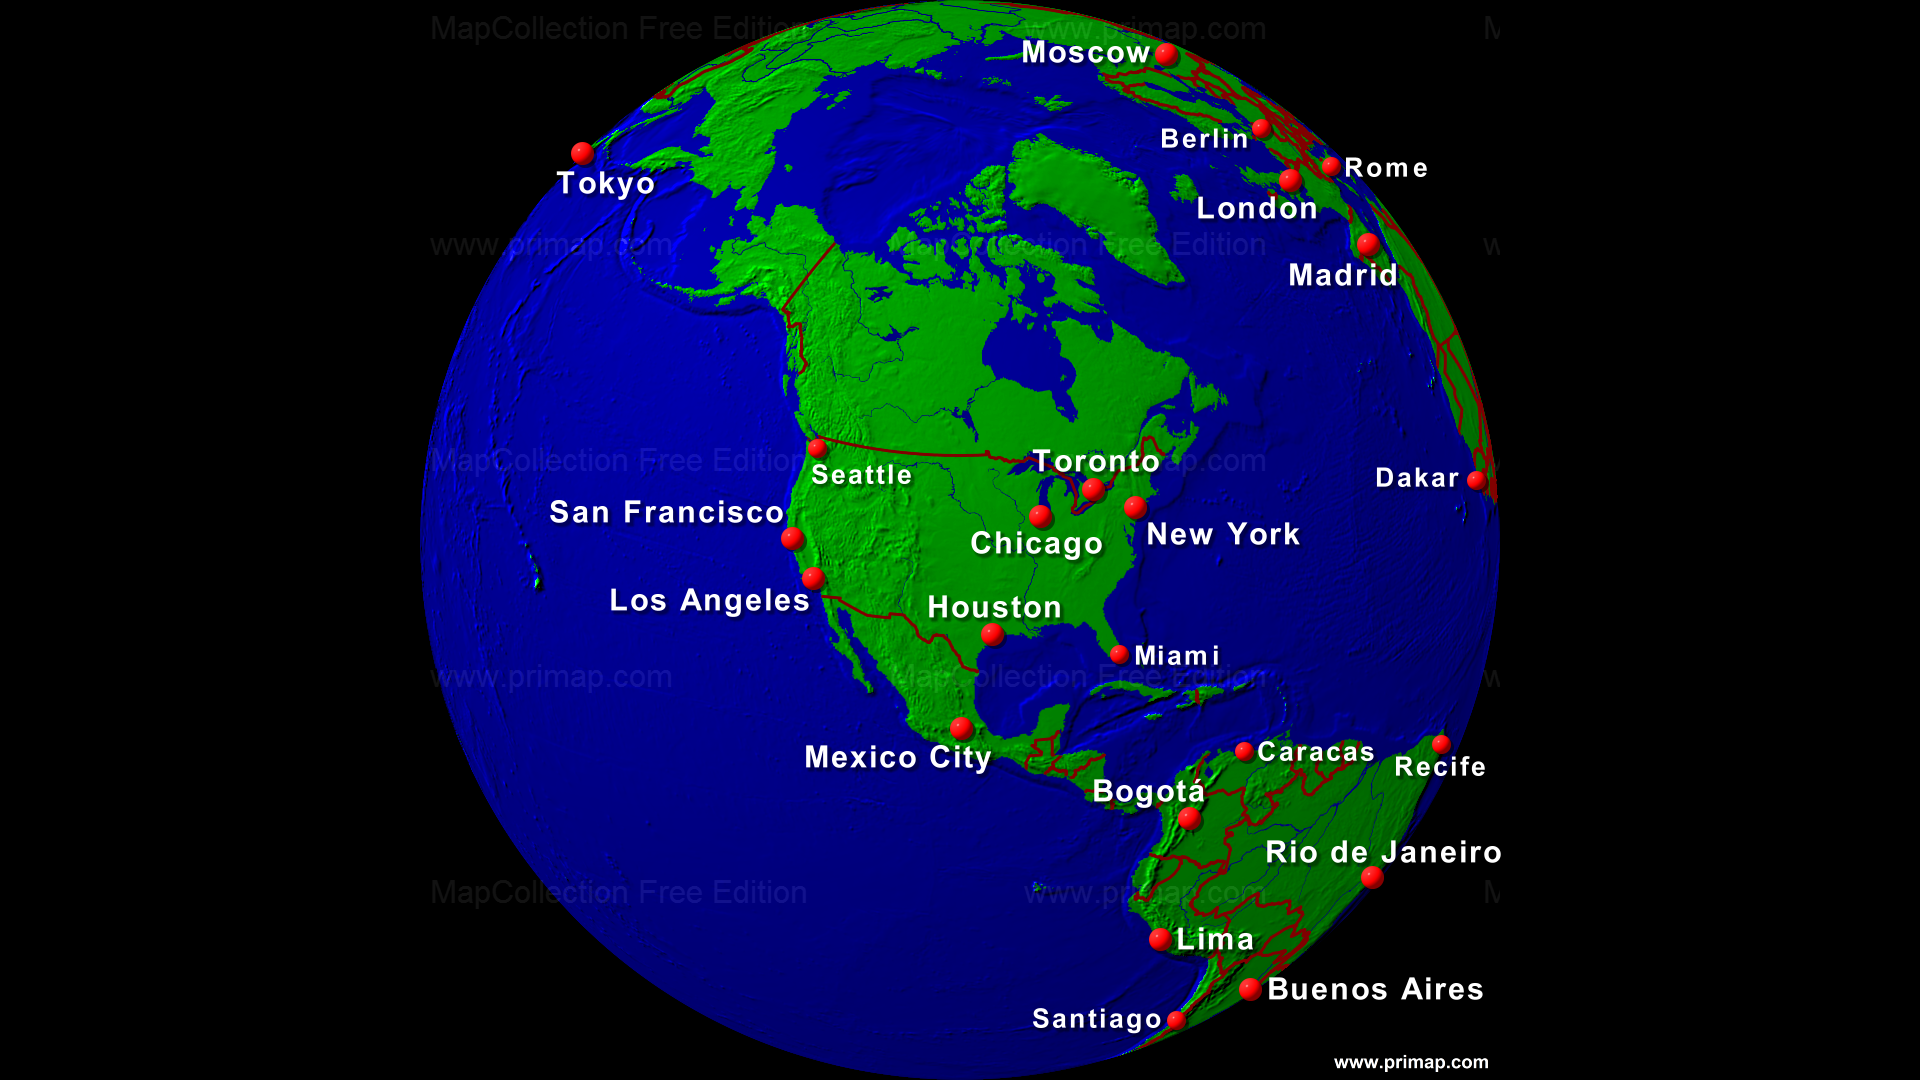 MapCollection Free Edition www.primap.com M
Moscow
Berlin
Rome
Tokyo
London
www.primap.com MapCollection Free Edition w
Madrid
MapCollection Free Edition www.primap.com
Toronto
Seattle
Dakar
San Francisco
New York
Chicago
Los Angeles
Houston
Miami
www.primap.com MapCollection Free Edition w
Mexico City
Caracas
Recife
Bogotá
Rio de Janeiro
MapCollection Free Edition www.primap.com M
Lima
Buenos Aires
Santiago
www.primap.com